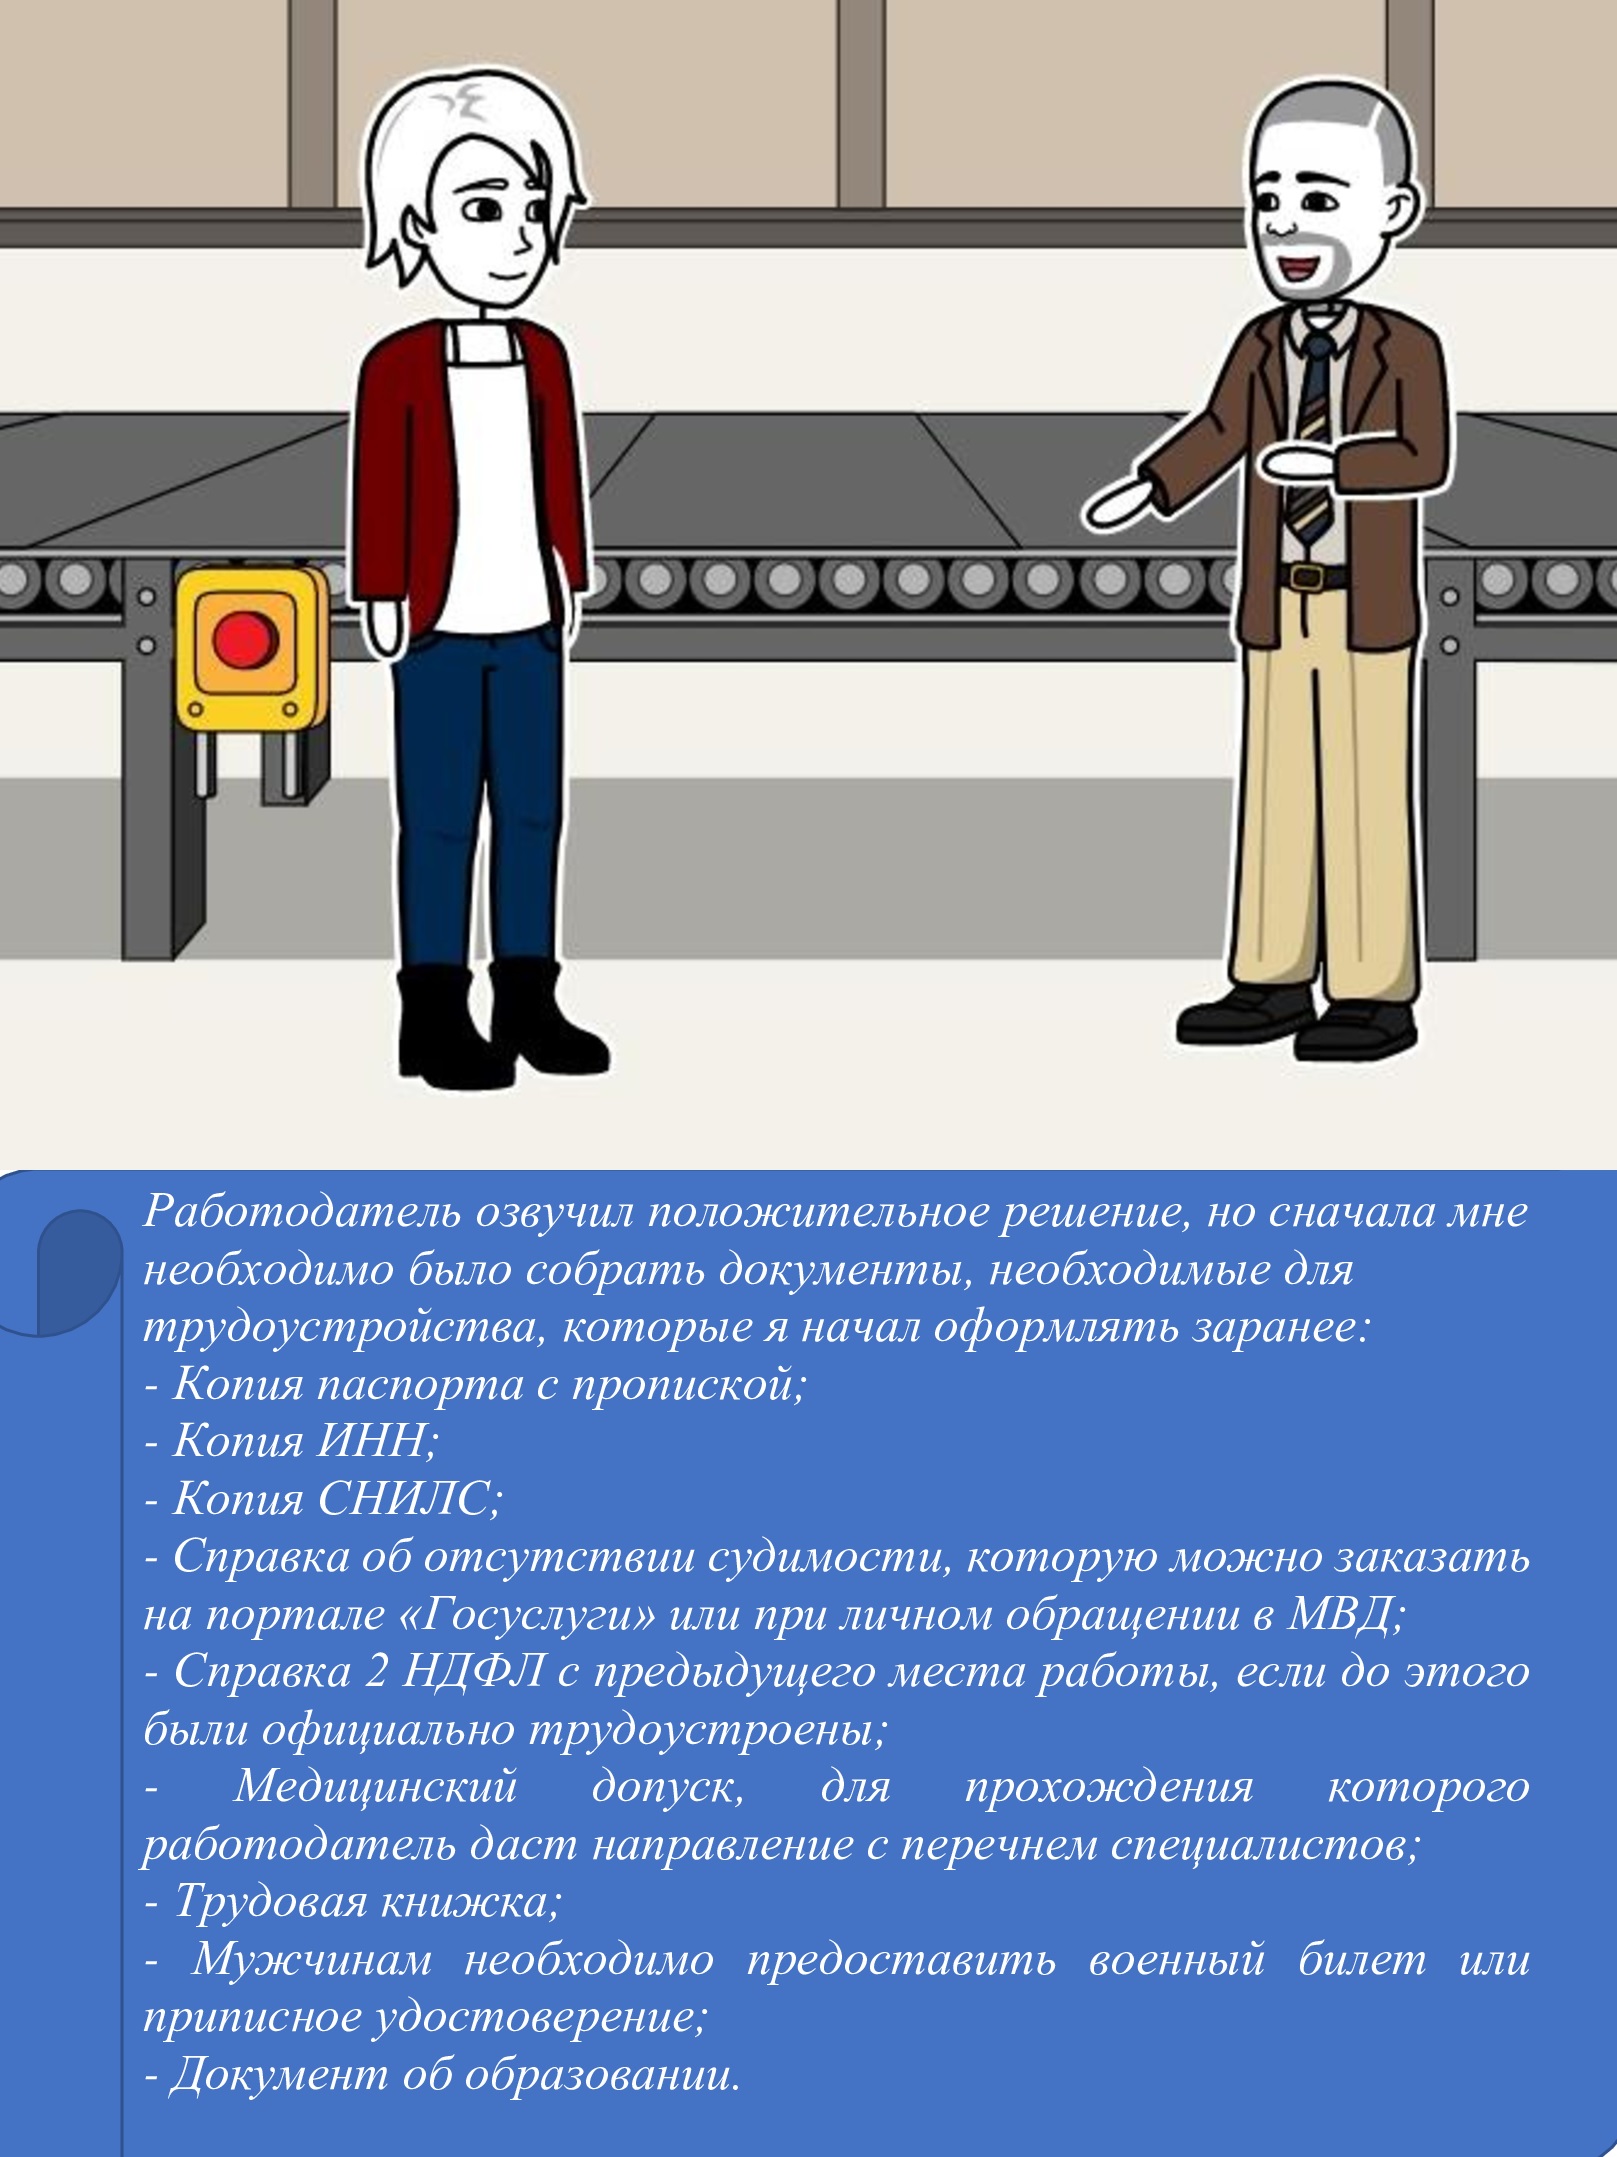 Работодатель озвучил положительное решение, но сначала мне
необходимо было собрать документы, необходимые для
трудоустройства, которые я начал оформлять заранее:
- Копия паспорта с пропиской;
- Копия ИНН;
- Копия СНИЛС;
- Справка об отсутствии судимости, которую можно заказать
на портале «Госуслуги» или при личном обращении в МВД;
- Справка 2 НДФЛ с предыдущего места работы, если до этого
были официально трудоустроены;
- Медицинский допуск, для прохождения которого
работодатель даст направление с перечнем специалистов;
- Трудовая книжка;
- Мужчинам необходимо предоставить военный билет или
приписное удостоверение;
- Документ об образовании.